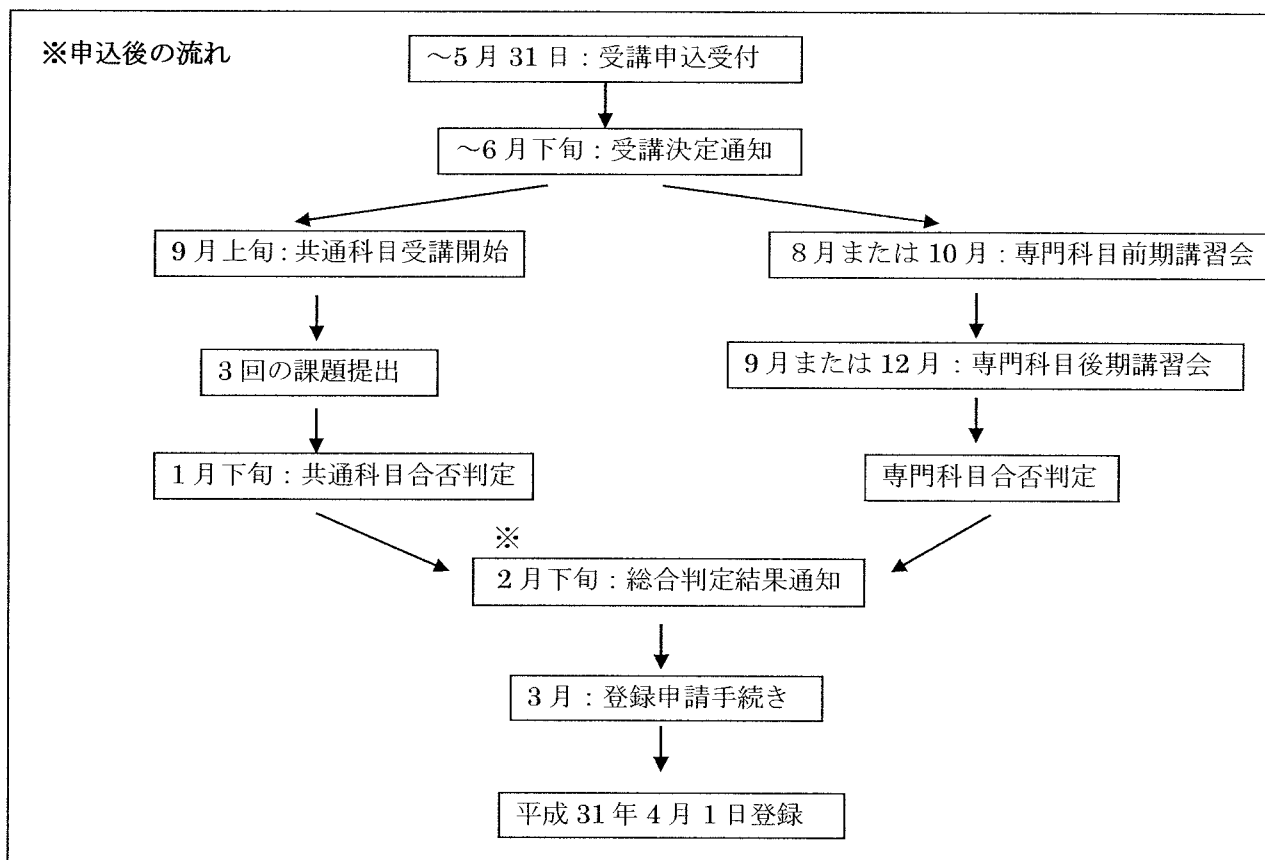 ※申込後の流れ
～5月31日：受講申込受付
～6月下旬：受講決定通知
9月上旬：共通科目受講開始
8月または10月：専門科目前期講習会
3回の課題提出
9月または12月：専門科目後期講習会
1月下旬：共通科目合否判定
専門科目合否判定
※
2月下旬：総合判定結果通知
3月：登録申請手続き
平成31年4月1日登録